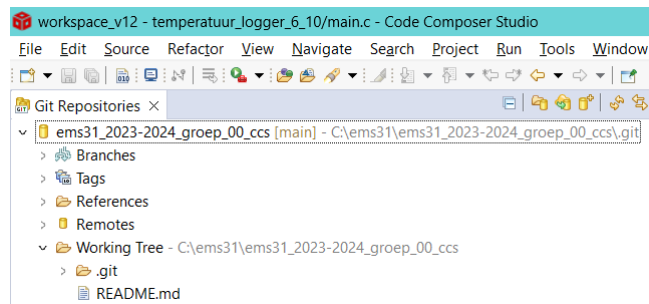 workspace_v12 - temperatuur_logger_6_10/main.c - Code Composer Studio
File Edit Source Refactor View Navigate Search Project Run Tools Window
Git Repositories
ems31_2023-2024_groep_00_ccs [main] - C:\ems31\ems31_2023-2024_groep_00_ccs\.git
Branches
Tags
References
Remotes
Working Tree - C:\ems31\ems31_2023-2024_groep_00_ccs
.git
README.md